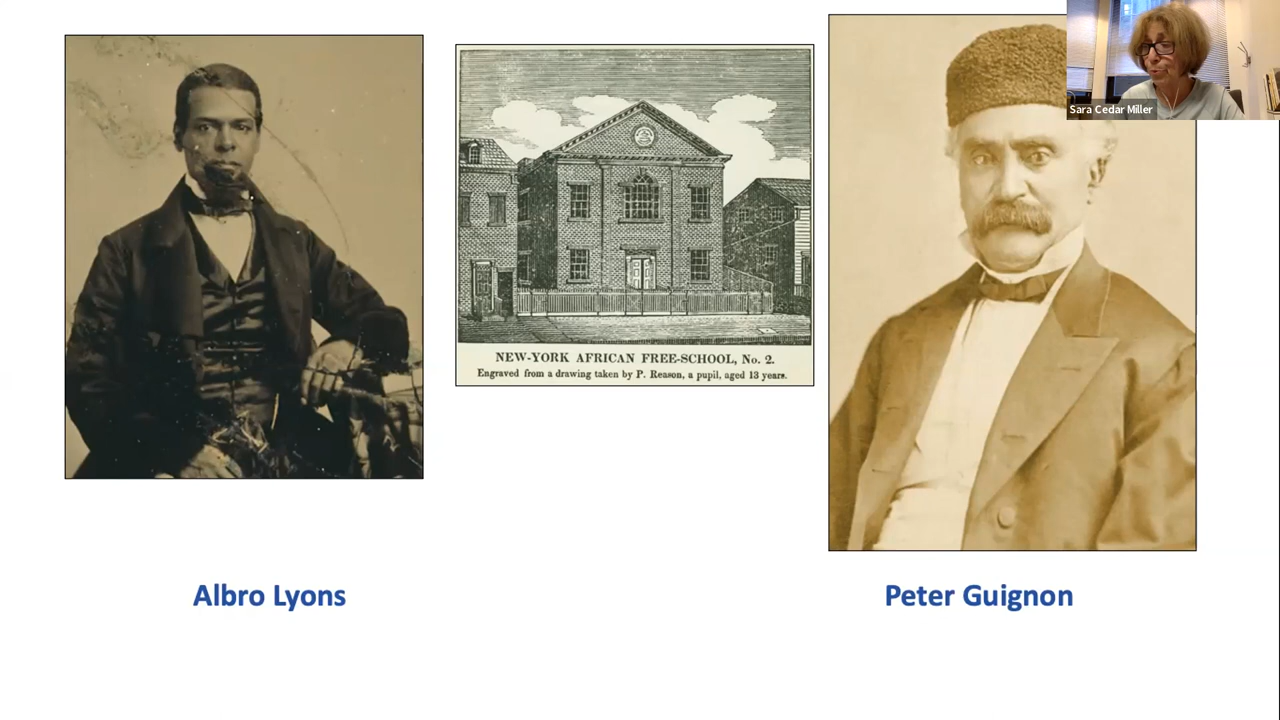 Sara Cedar Miller
NEW-YORK AFRICAN FREE-SCHOOL, No. 2.
Engraved from a drawing taken by P. Reason, a pupil, aged 13 years.
Albro Lyons
Peter Guignon